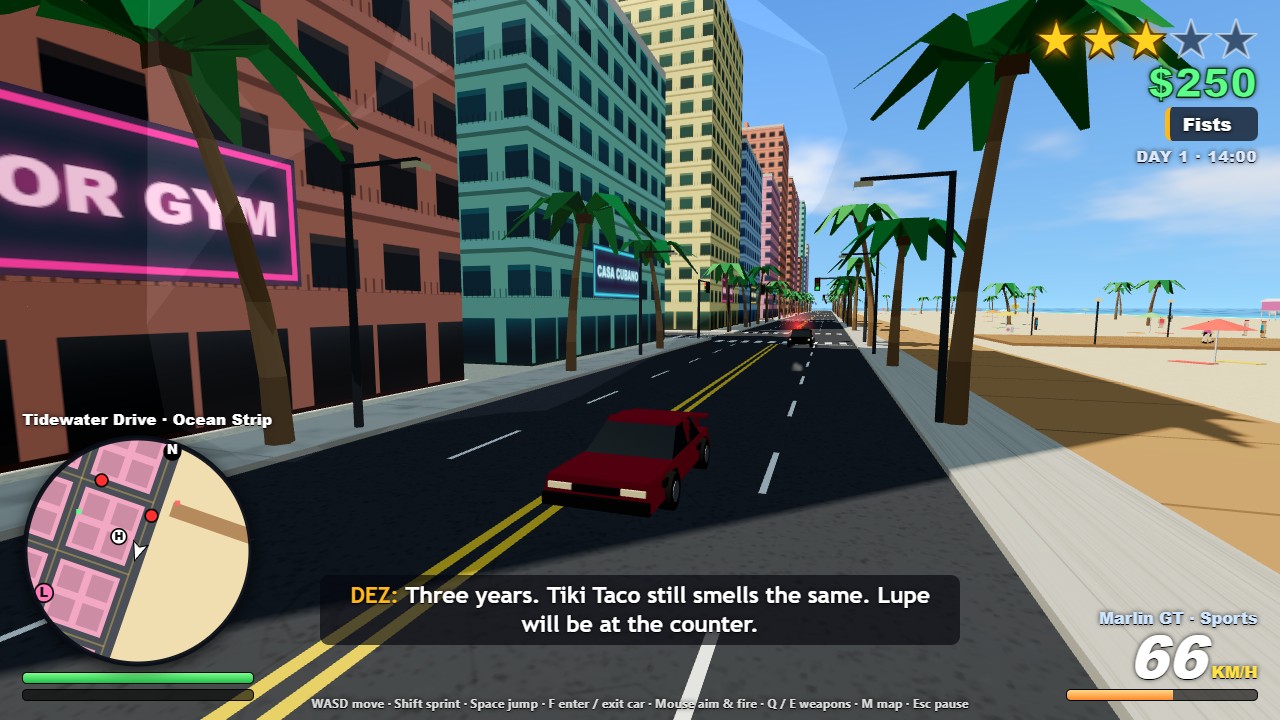 $250
Fists
DAY 1 · 14:00
OR GYM
CASA CUBANO
Tidewater Drive · Ocean Strip
N
H
L
DEZ: Three years. Tiki Taco still smells the same. Lupe
will be at the counter.
Marlin GT · Sports
66 KM/H
WASD move · Shift sprint · Space jump · F enter / exit car · Mouse aim & fire · Q / E weapons · M map · Esc pause